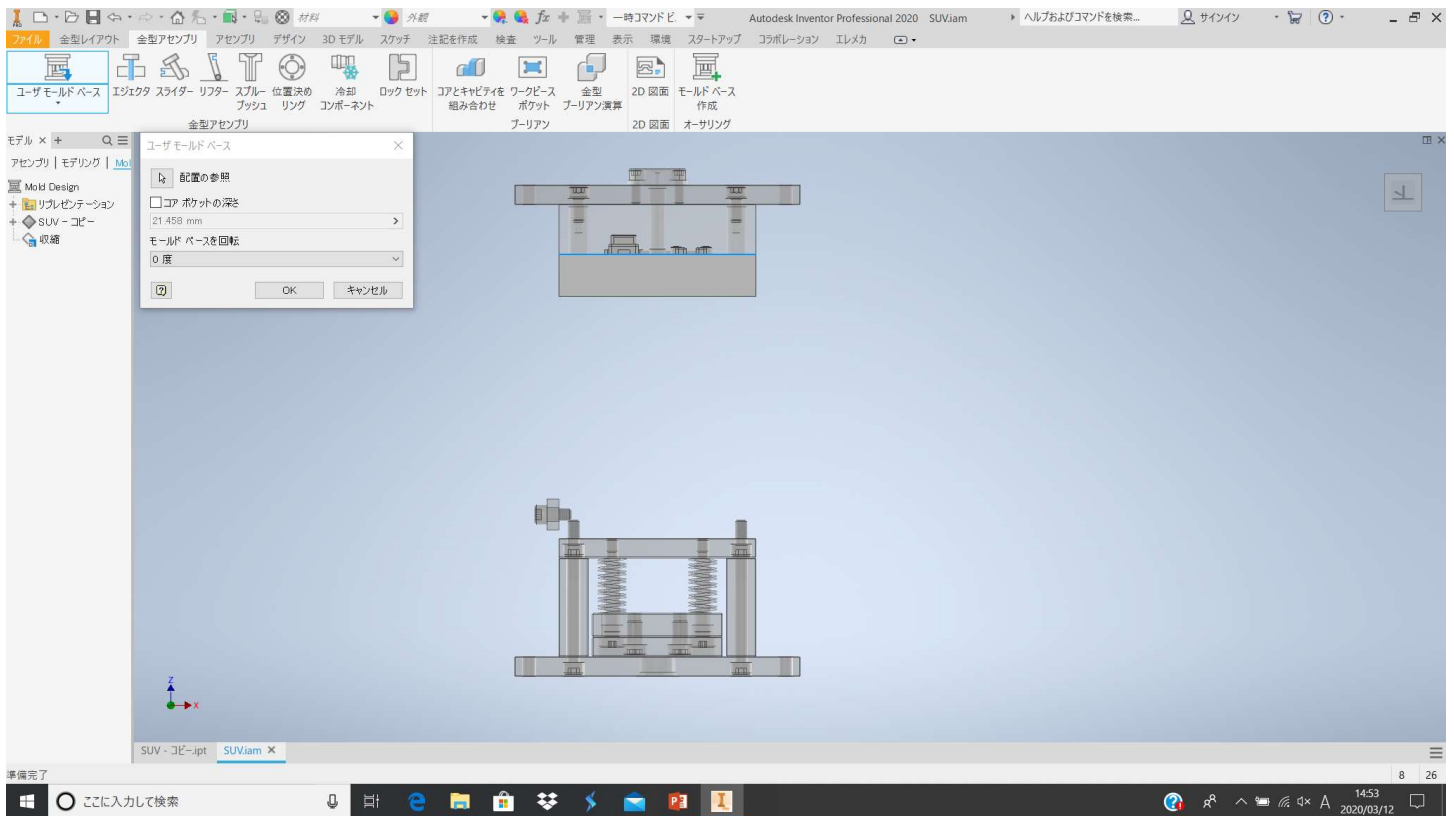 PRO
材料
外観
fx
一時コマンドビ.
Autodesk Inventor Professional 2020 SUV.iam
ヘルプおよびコマンドを検索...
サインイン
ファイル 金型レイアウト 金型アセンブリ アセンブリ デザイン 3D モデル スケッチ 注記を作成 検査 ツール 管理 表示 環境 スタートアップ コラボレーション エレメカ
ユーザ モールド ベース
エジェクタ スライダー リフター スプルー ブッシュ 位置決め リング 冷却 コンポーネント ロック セット
コアとキャビティを 組み合わせ ワークピース ポケット 金型 ブーリアン演算
2D 図面
モールド ベース 作成
金型アセンブリ
ブーリアン
2D 図面
オーサリング
モデル × +
アセンブリ | モデリング | Mol
Mold Design
リプレゼンテーション
SUV - コピー
収縮
ユーザ モールド ベース
配置の参照
コア ポケットの深さ
21.458 mm
モールド ベースを回転
0 度
OK キャンセル
Z
X
SUV - コピー.ipt SUV.iam ×
準備完了
8 26
ここに入力して検索
A
14:53
2020/03/12